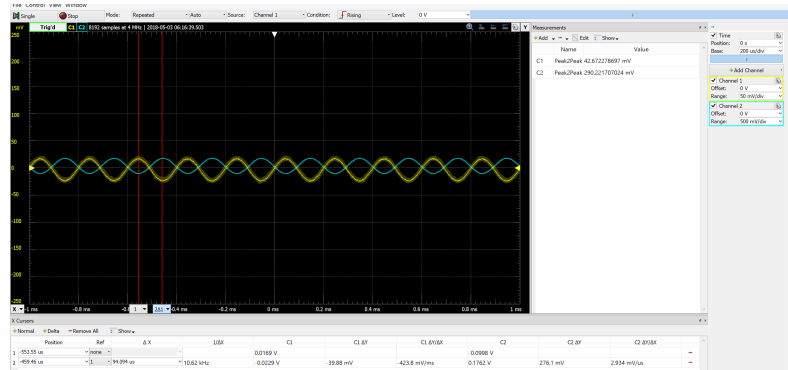 File Control View Window
Single Stop Mode: Repeated Auto Source: Channel 1 Condition: Rising Level: 0 V
mV Trig'd C1 C2 8192 samples at 4 MHz | 2018-05-03 06:16:39.503 Y
250
200
150
100
50
0
-50
-100
-150
-200
-250
X -1 ms -0.8 ms 1 2Δ1 -0.4 ms -0.2 ms 0 ms 0.2 ms 0.4 ms 0.6 ms 0.8 ms 1 ms
Measurements
Add Edit Show
Name Value
C1 Peak2Peak 42.672278697 mV
C2 Peak2Peak 290.221707024 mV
Time
Position: 0 s
Base: 200 us/div
Add Channel
Channel 1
Offset: 0 V
Range: 50 mV/div
Channel 2
Offset: 0 V
Range: 500 mV/div
X Cursors
Normal Delta Remove All Show
Position Ref Δ X 1/ΔX C1 C1 ΔY C1 ΔY/ΔX C2 C2 ΔY C2 ΔY/ΔX
1 -553.55 us none 0.0169 V -0.0998 V
2 -459.46 us 1 94.094 us 10.62 kHz -0.0229 V -39.88 mV -423.8 mV/ms 0.1762 V 276.1 mV 2.934 mV/us